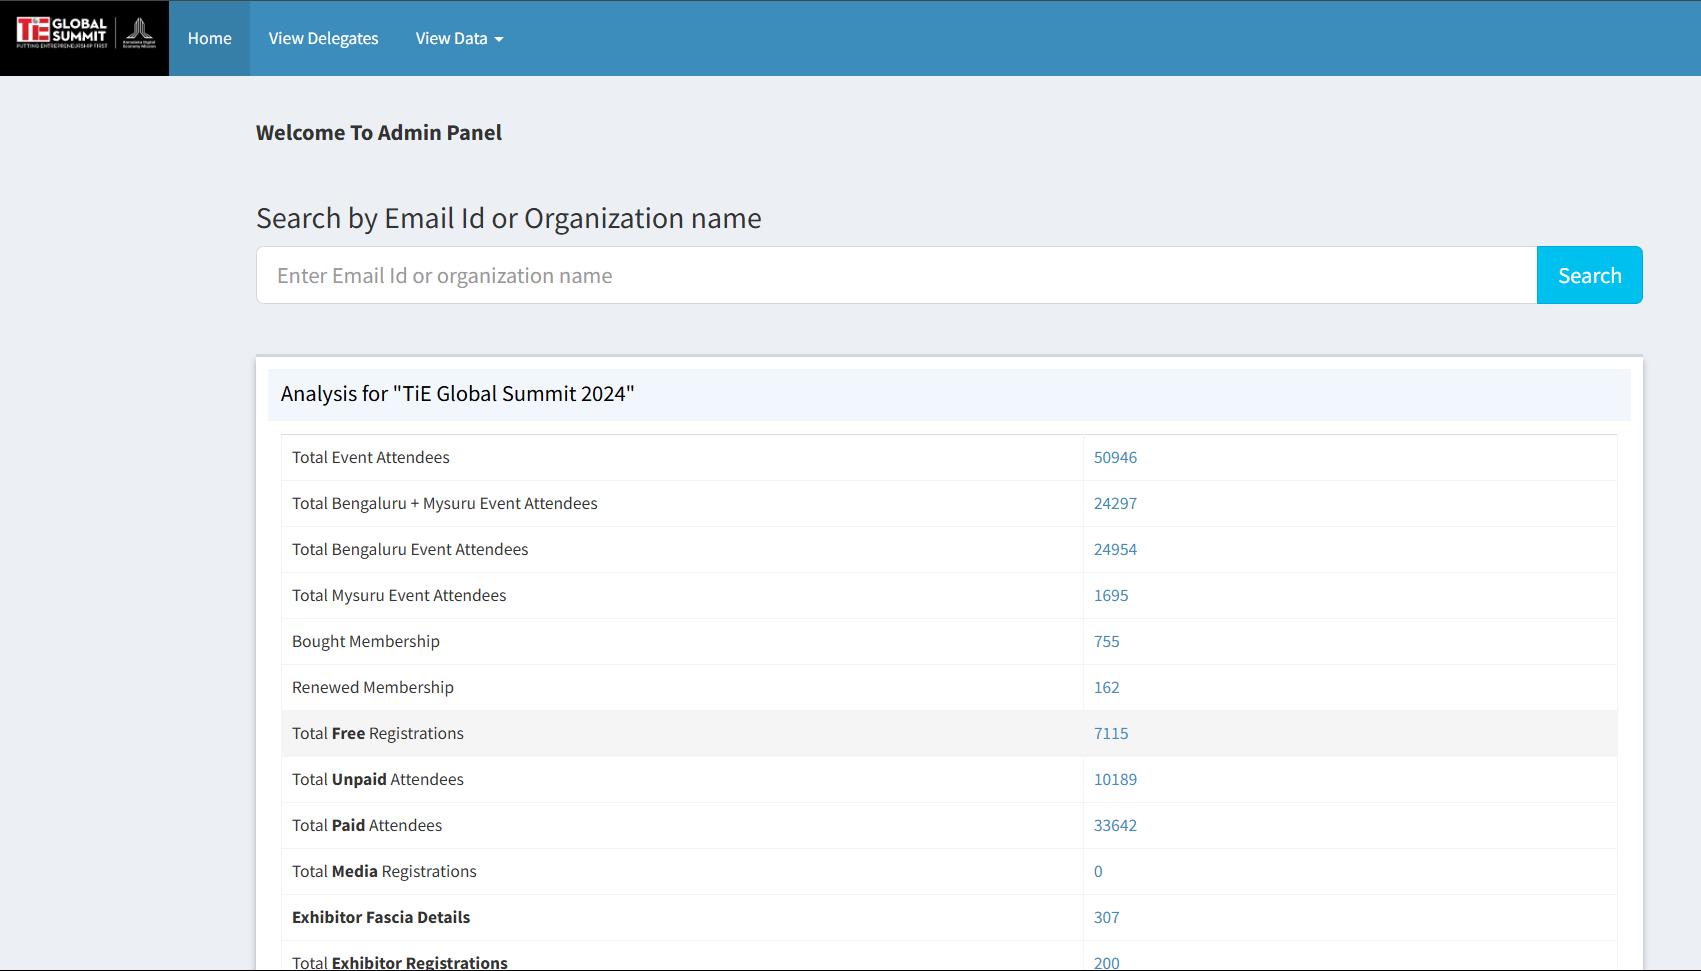 TiE GLOBAL
SUMMIT
PUTTING ENTREPRENEURSHIP FIRST
Karnataka Digital
Economy Mission
Home
View Delegates
View Data
Welcome To Admin Panel
Search by Email Id or Organization name
Enter Email Id or organization name
Search
Analysis for "TiE Global Summit 2024"
Total Event Attendees 50946
Total Bengaluru + Mysuru Event Attendees 24297
Total Bengaluru Event Attendees 24954
Total Mysuru Event Attendees 1695
Bought Membership 755
Renewed Membership 162
Total Free Registrations 7115
Total Unpaid Attendees 10189
Total Paid Attendees 33642
Total Media Registrations 0
Exhibitor Fascia Details 307
Total Exhibitor Registrations 200